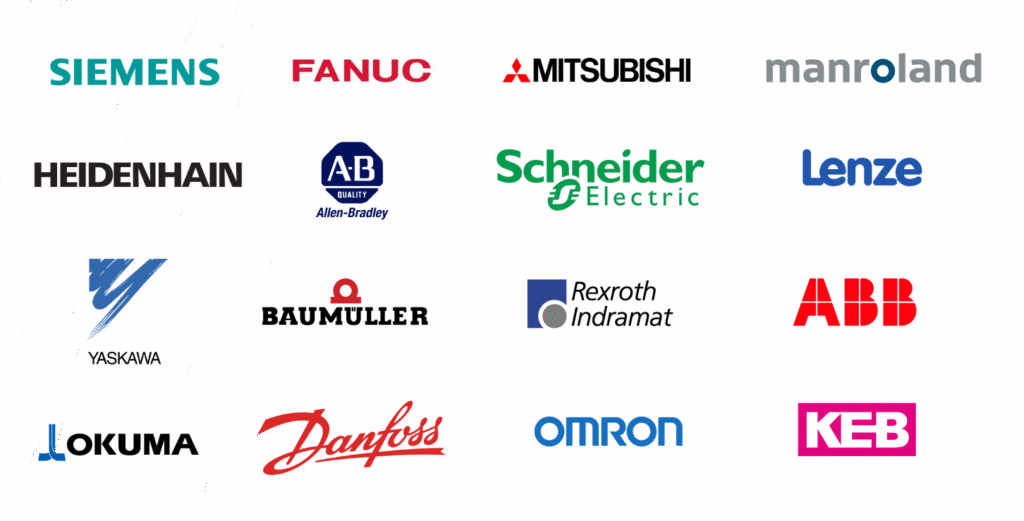 SIEMENS
FANUC
MITSUBISHI
manroland
HEIDENHAIN
A·B
QUALITY
Allen-Bradley
Schneider
Electric
Lenze
YASKAWA
BAUMÜLLER
Rexroth
Indramat
ABB
OKUMA
Danfoss
OMRON
KEB